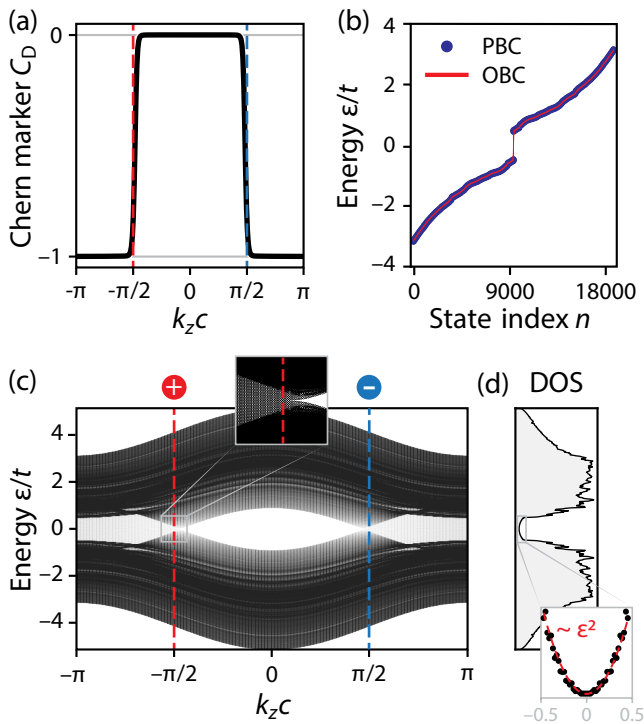 (a)
Chern marker C_D
0
−1
-π
-π/2
0
π/2
π
k_zc
(b)
PBC
OBC
Energy ε/t
4
2
0
−2
−4
0
9000
18000
State index n
(c)
+
−
Energy ε/t
4
2
0
−2
−4
−π
−π/2
0
π/2
π
k_zc
(d) DOS
~ ε²
−0.5
0
0.5